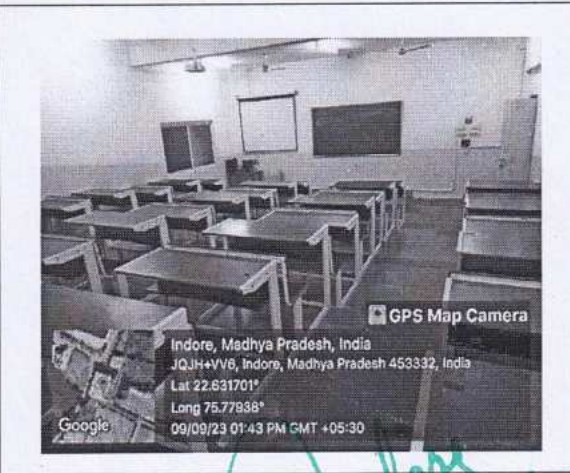 GPS Map Camera
Indore, Madhya Pradesh, India
JQJH+VV6, Indore, Madhya Pradesh 453332, India
Lat 22.631701°
Long 75.77938°
09/09/23 01:43 PM GMT +05:30
Google